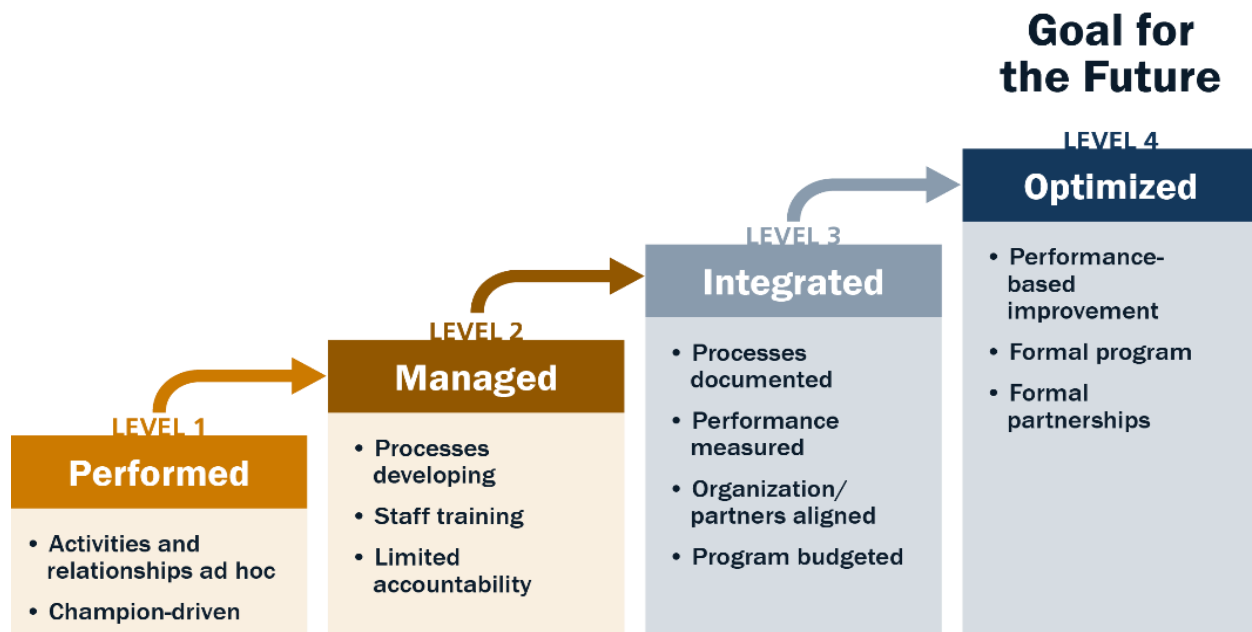 Goal for
the Future
LEVEL 4
Optimized
• Performance-
based
improvement
• Formal program
• Formal
partnerships
LEVEL 3
Integrated
• Processes
documented
• Performance
measured
• Organization/
partners aligned
• Program budgeted
LEVEL 2
Managed
• Processes
developing
• Staff training
• Limited
accountability
LEVEL 1
Performed
• Activities and
relationships ad hoc
• Champion-driven